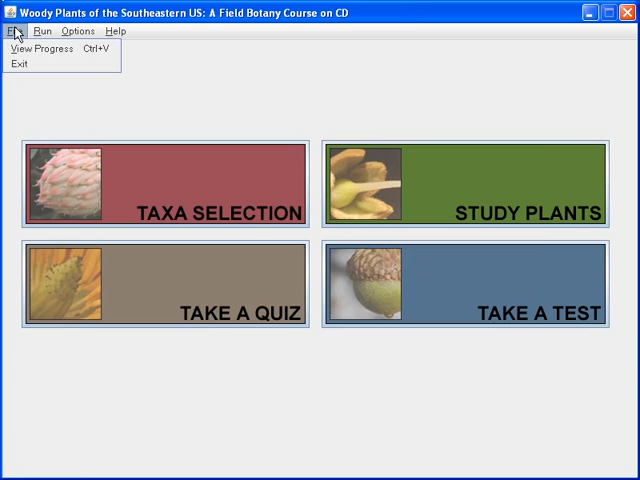 Woody Plants of the Southeastern US: A Field Botany Course on CD
Run Options Help
View Progress Ctrl+V
Exit
TAXA SELECTION
STUDY PLANTS
TAKE A QUIZ
TAKE A TEST